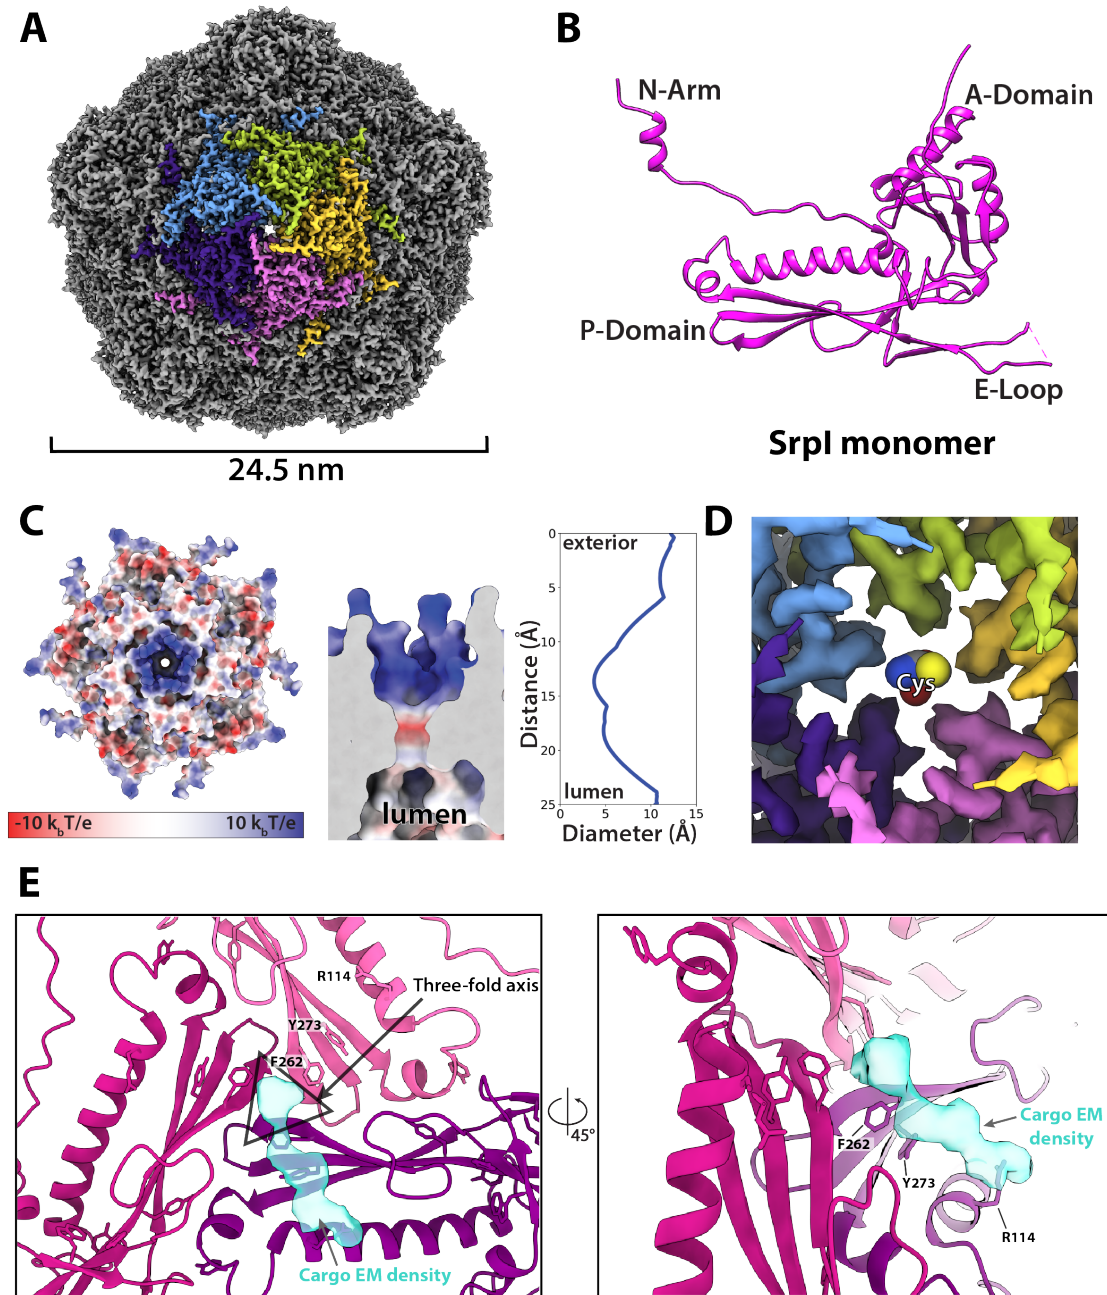 A
24.5 nm
B
N-Arm
A-Domain
P-Domain
E-Loop
SrpI monomer
C
-10 k_bT/e
10 k_bT/e
lumen
exterior
lumen
0
5
10
15
20
25
Distance (Å)
0
5
10
15
Diameter (Å)
D
Cys
E
R114
Three-fold axis
Y273
F262
Cargo EM density
45°
F262
Y273
R114
Cargo EM
density